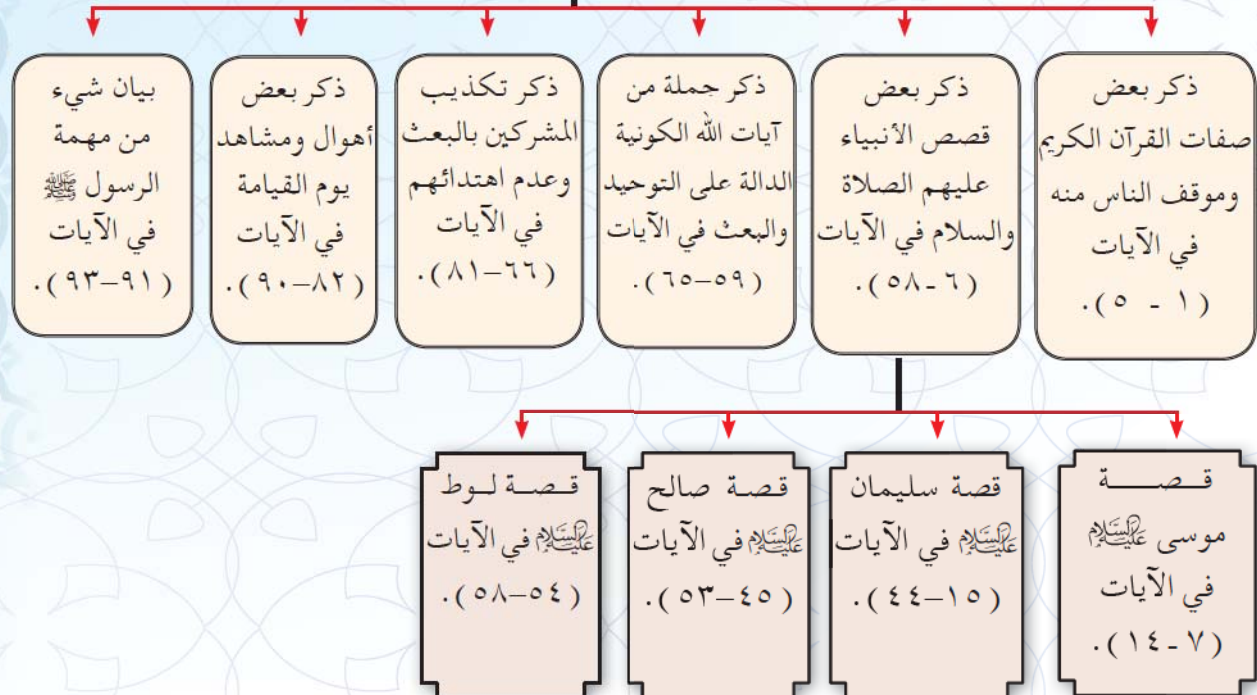 ذكر بعض
صفات القرآن الكريم
وموقف الناس منه
في الآيات
(١ - ٥).
ذكر بعض
قصص الأنبياء
عليهم الصلاة
والسلام في الآيات
(٦ - ٥٨).
ذكر جملة من
آيات الله الكونية
الدالة على التوحيد
والبعث في الآيات
(٥٩–٦٥).
ذكر تكذيب
المشركين بالبعث
وعدم اهتدائهم
في الآيات
(٦٦–٨١).
ذكر بعض
أهوال ومشاهد
يوم القيامة
في الآيات
(٨٢–٩٠).
بيان شيء
من مهمة
الرسول ﷺ
في الآيات
(٩١–٩٣).
قصة
موسى عليه السلام
في الآيات
(٧ - ١٤).
قصة سليمان
عليه السلام في الآيات
(١٥–٤٤).
قصة صالح
عليه السلام في الآيات
(٤٥–٥٣).
قصة لوط
عليه السلام في الآيات
(٥٤–٥٨).